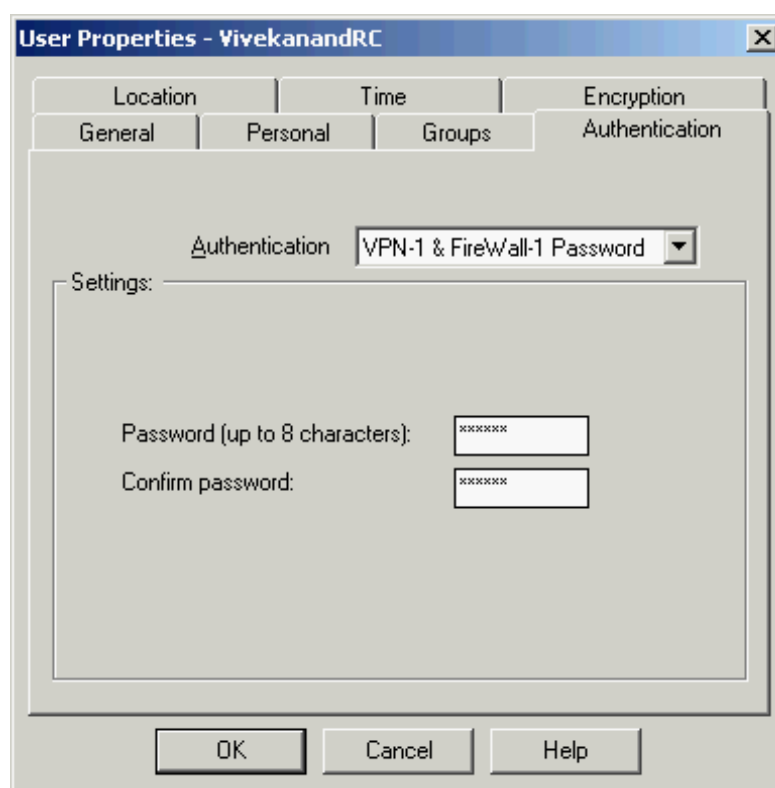 User Properties - VivekanandRC
Location Time Encryption
General Personal Groups Authentication
Authentication VPN-1 & FireWall-1 Password
Settings:
Password (up to 8 characters): ××××××
Confirm password: ××××××
OK Cancel Help